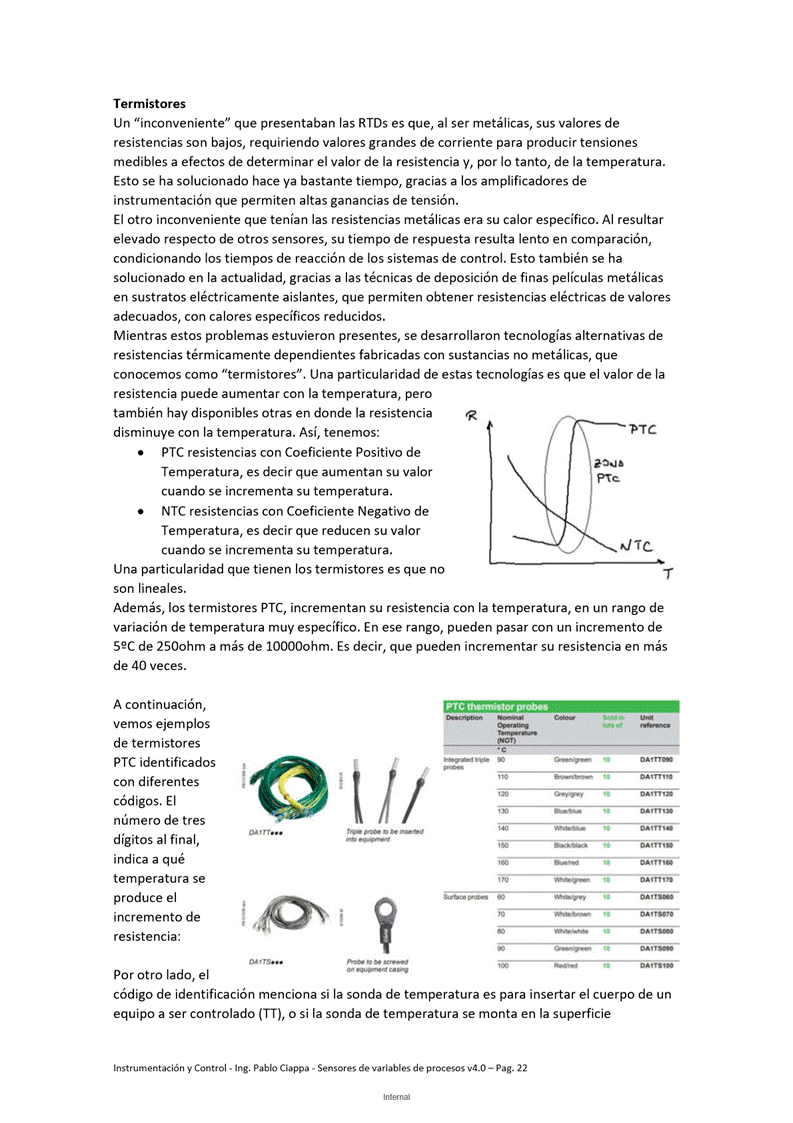 Termistores
Un “inconveniente” que presentaban las RTDs es que, al ser metálicas, sus valores de
resistencias son bajos, requiriendo valores grandes de corriente para producir tensiones
medibles a efectos de determinar el valor de la resistencia y, por lo tanto, de la temperatura.
Esto se ha solucionado hace ya bastante tiempo, gracias a los amplificadores de
instrumentación que permiten altas ganancias de tensión.
El otro inconveniente que tenían las resistencias metálicas era su calor específico. Al resultar
elevado respecto de otros sensores, su tiempo de respuesta resulta lento en comparación,
condicionando los tiempos de reacción de los sistemas de control. Esto también se ha
solucionado en la actualidad, gracias a las técnicas de deposición de finas películas metálicas
en sustratos eléctricamente aislantes, que permiten obtener resistencias eléctricas de valores
adecuados, con calores específicos reducidos.
Mientras estos problemas estuvieron presentes, se desarrollaron tecnologías alternativas de
resistencias térmicamente dependientes fabricadas con sustancias no metálicas, que
conocemos como “termistores”. Una particularidad de estas tecnologías es que el valor de la
resistencia puede aumentar con la temperatura, pero
también hay disponibles otras en donde la resistencia
disminuye con la temperatura. Así, tenemos:
• PTC resistencias con Coeficiente Positivo de
Temperatura, es decir que aumentan su valor
cuando se incrementa su temperatura.
• NTC resistencias con Coeficiente Negativo de
Temperatura, es decir que reducen su valor
cuando se incrementa su temperatura.
R
PTC
ZONA
PTC
NTC
T
Una particularidad que tienen los termistores es que no
son lineales.
Además, los termistores PTC, incrementan su resistencia con la temperatura, en un rango de
variación de temperatura muy específico. En ese rango, pueden pasar con un incremento de
5ºC de 250ohm a más de 10000ohm. Es decir, que pueden incrementar su resistencia en más
de 40 veces.
A continuación,
vemos ejemplos
de termistores
PTC identificados
con diferentes
códigos. El
número de tres
dígitos al final,
indica a qué
temperatura se
produce el
incremento de
resistencia:
DA1TT●●●
Triple probe to be inserted
into equipment
DA1TS●●●
Probe to be screwed
on equipment casing
PTC thermistor probes
Description Nominal Operating Temperature (NOT) Colour Sold in lots of Unit reference
° C
Integrated triple probes 90 Green/green 10 DA1TT090
110 Brown/brown 10 DA1TT110
120 Grey/grey 10 DA1TT120
130 Blue/blue 10 DA1TT130
140 White/blue 10 DA1TT140
150 Black/black 10 DA1TT150
160 Blue/red 10 DA1TT160
170 White/green 10 DA1TT170
Surface probes 60 White/grey 10 DA1TS060
70 White/brown 10 DA1TS070
80 White/white 10 DA1TS080
90 Green/green 10 DA1TS090
100 Red/red 10 DA1TS100
Por otro lado, el
código de identificación menciona si la sonda de temperatura es para insertar el cuerpo de un
equipo a ser controlado (TT), o si la sonda de temperatura se monta en la superficie
Instrumentación y Control - Ing. Pablo Ciappa - Sensores de variables de procesos v4.0 – Pag. 22
Internal